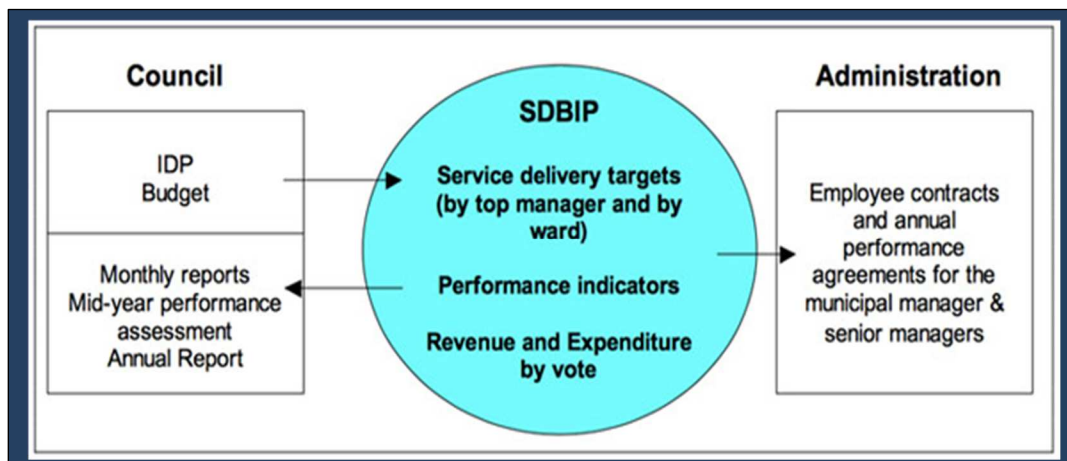 Council
IDP
Budget
Monthly reports
Mid-year performance
assessment
Annual Report
SDBIP
Service delivery targets
(by top manager and by
ward)
Performance indicators
Revenue and Expenditure
by vote
Administration
Employee contracts
and annual
performance
agreements for the
municipal manager &
senior managers